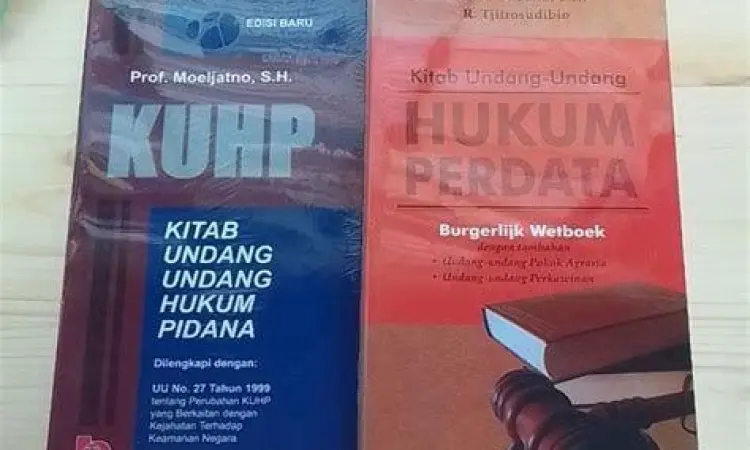 EDISI BARU
Prof. Moeljatno, S.H.
KUHP
KITAB
UNDANG
UNDANG
HUKUM
PIDANA
Dilengkapi dengan:
UU No. 27 Tahun 1999
tentang Perubahan KUHP
yang Berkaitan dengan
Kejahatan Terhadap
Keamanan Negara
R. Tjitrosudibio
Kitab Undang-Undang
HUKUM
PERDATA
Burgerlijk Wetboek
dengan tambahan
• Undang-undang Pokok Agraria
• Undang-undang Perkawinan